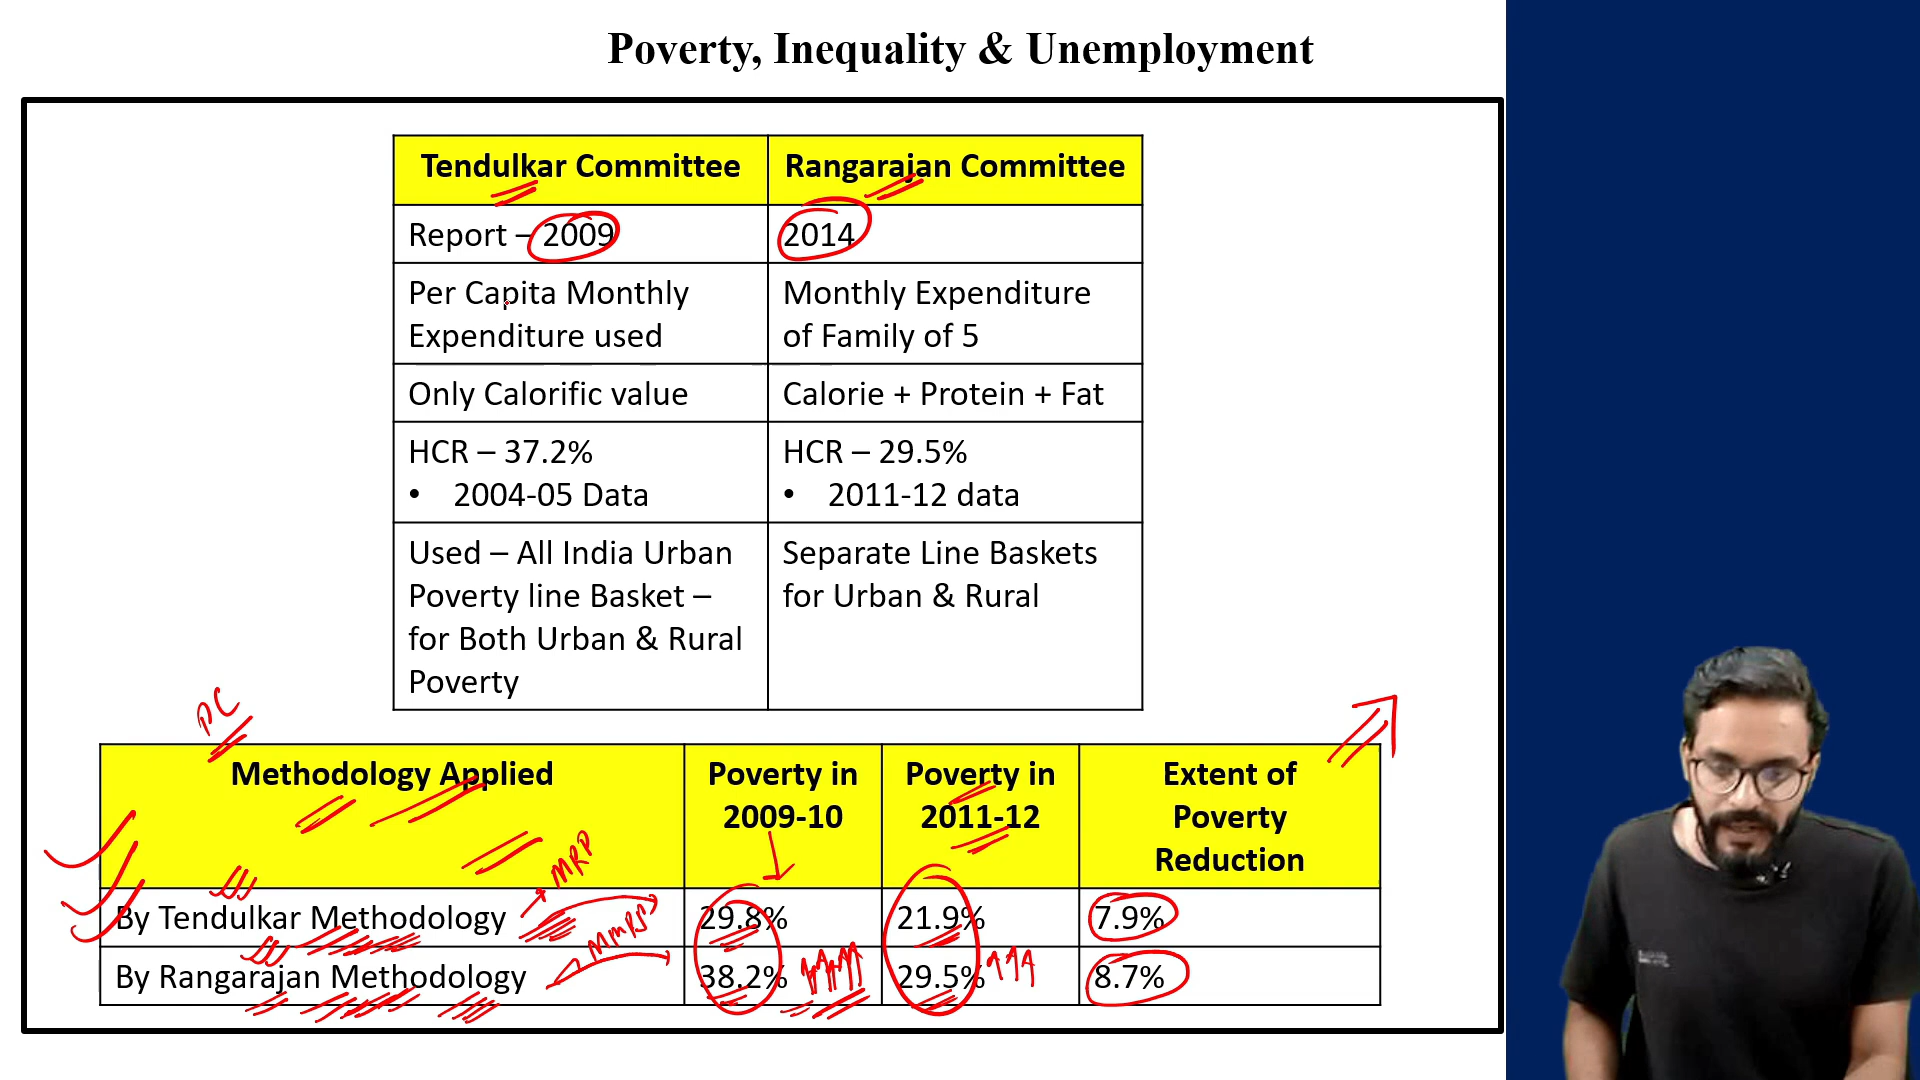 Poverty, Inequality & Unemployment
Tendulkar Committee
Rangarajan Committee
Report – 2009
2014
Per Capita Monthly
Expenditure used
Monthly Expenditure
of Family of 5
Only Calorific value
Calorie + Protein + Fat
HCR – 37.2%
• 2004-05 Data
HCR – 29.5%
• 2011-12 data
Used – All India Urban
Poverty line Basket –
for Both Urban & Rural
Poverty
Separate Line Baskets
for Urban & Rural
PC
Methodology Applied
Poverty in
2009-10
Poverty in
2011-12
Extent of
Poverty
Reduction
MRP
By Tendulkar Methodology
29.8%
21.9%
7.9%
By Rangarajan Methodology
38.2%
29.5%
8.7%